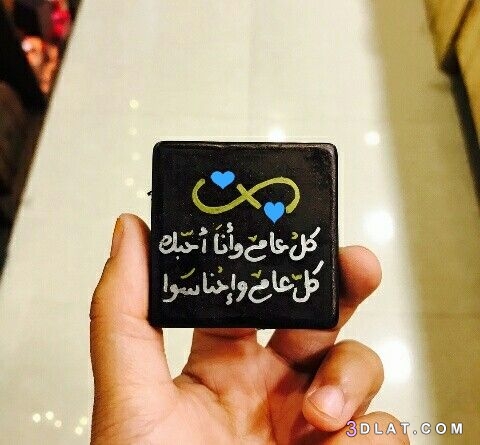 كل عام وأنا أحبك
كل عام وإحنا سوا
3DLAT.COM